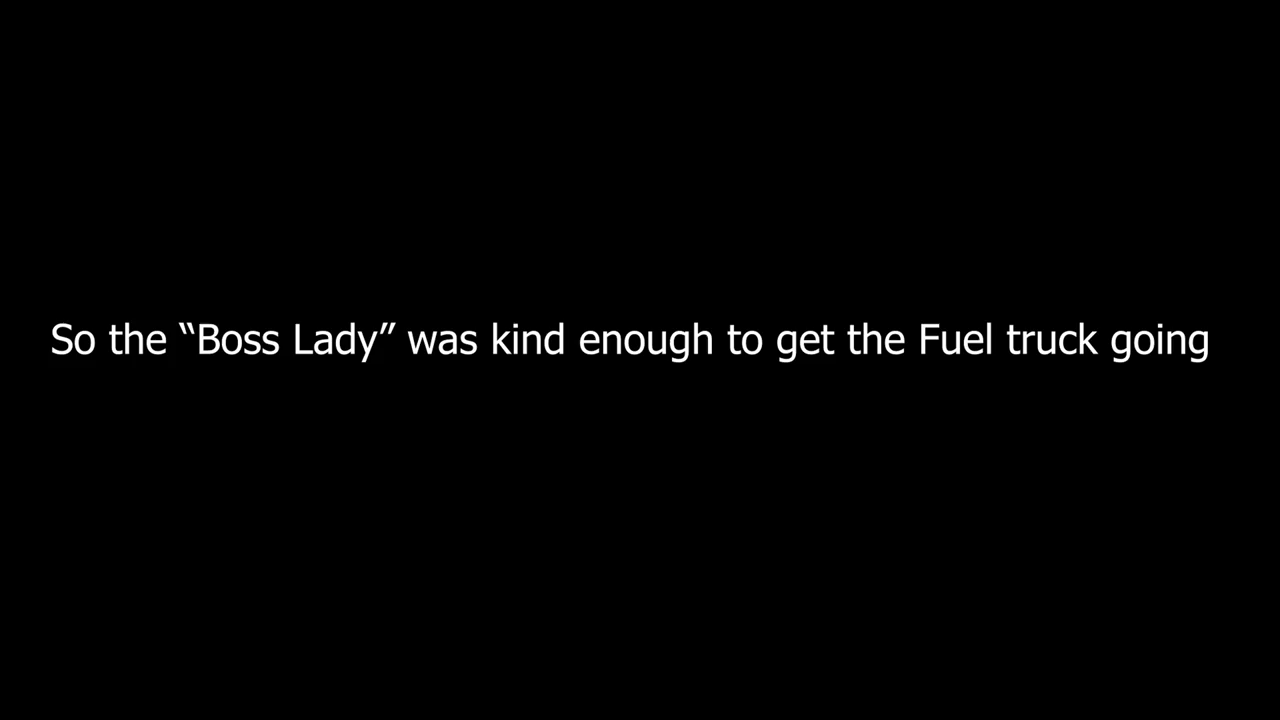 So the “Boss Lady” was kind enough to get the Fuel truck going